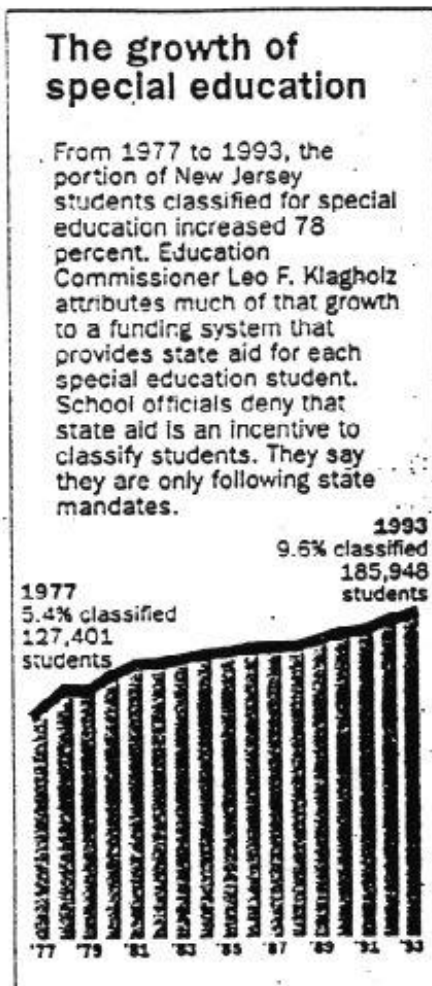 The growth of
special education
From 1977 to 1993, the
portion of New Jersey
students classified for special
education increased 78
percent. Education
Commissioner Leo F. Klagholz
attributes much of that growth
to a funding system that
provides state aid for each
special education student.
School officials deny that
state aid is an incentive to
classify students. They say
they are only following state
mandates.
1993
9.6% classified
185,948
students
1977
5.4% classified
127,401
students
'77 '79 '81 '83 '85 '87 '89 '91 '93